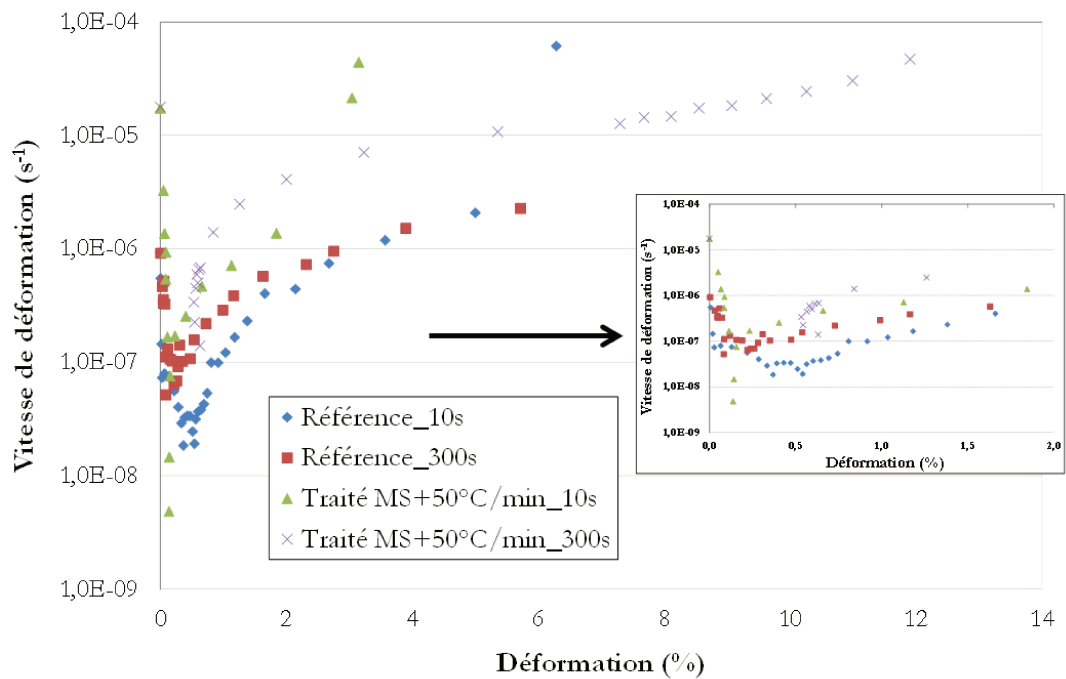 1,0E-04
1,0E-05
1,0E-06
1,0E-07
1,0E-08
1,0E-09
Vitesse de déformation (s-1)
0
2
4
6
8
10
12
14
Déformation (%)
Référence_10s
Référence_300s
Traité MS+50°C/min_10s
Traité MS+50°C/min_300s
1,0E-04
1,0E-05
1,0E-06
1,0E-07
1,0E-08
1,0E-09
Vitesse de déformation (s-1)
0,0
0,5
1,0
1,5
2,0
Déformation (%)